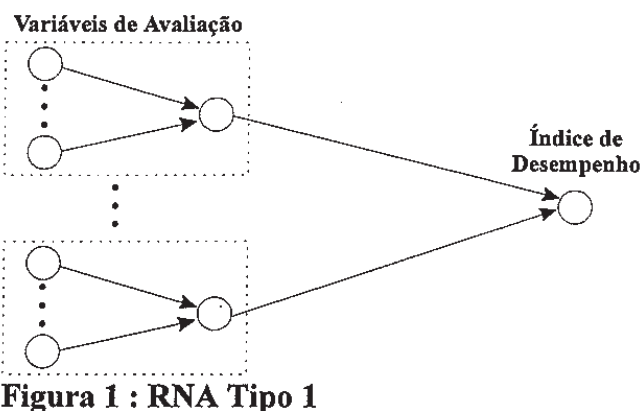 Variáveis de Avaliação
Índice de
Desempenho
Figura 1 : RNA Tipo 1